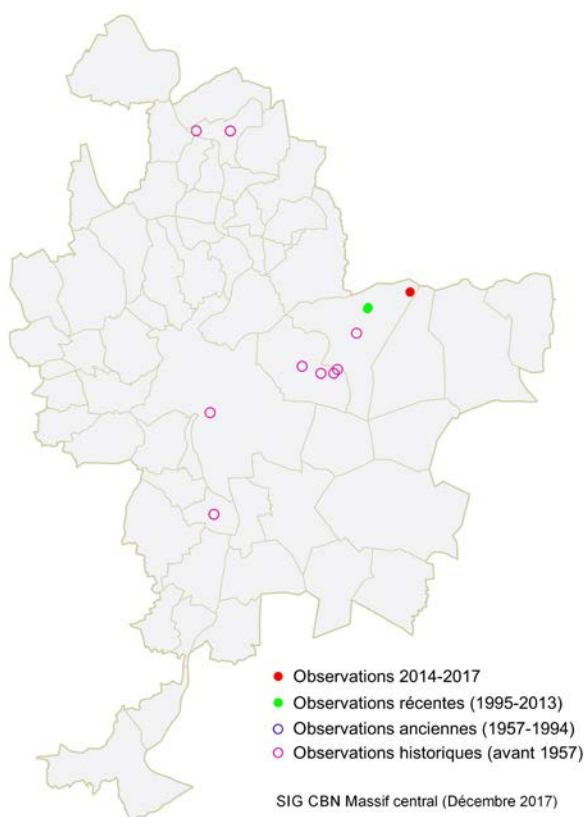 Observations 2014-2017
Observations récentes (1995-2013)
Observations anciennes (1957-1994)
Observations historiques (avant 1957)
SIG CBN Massif central (Décembre 2017)